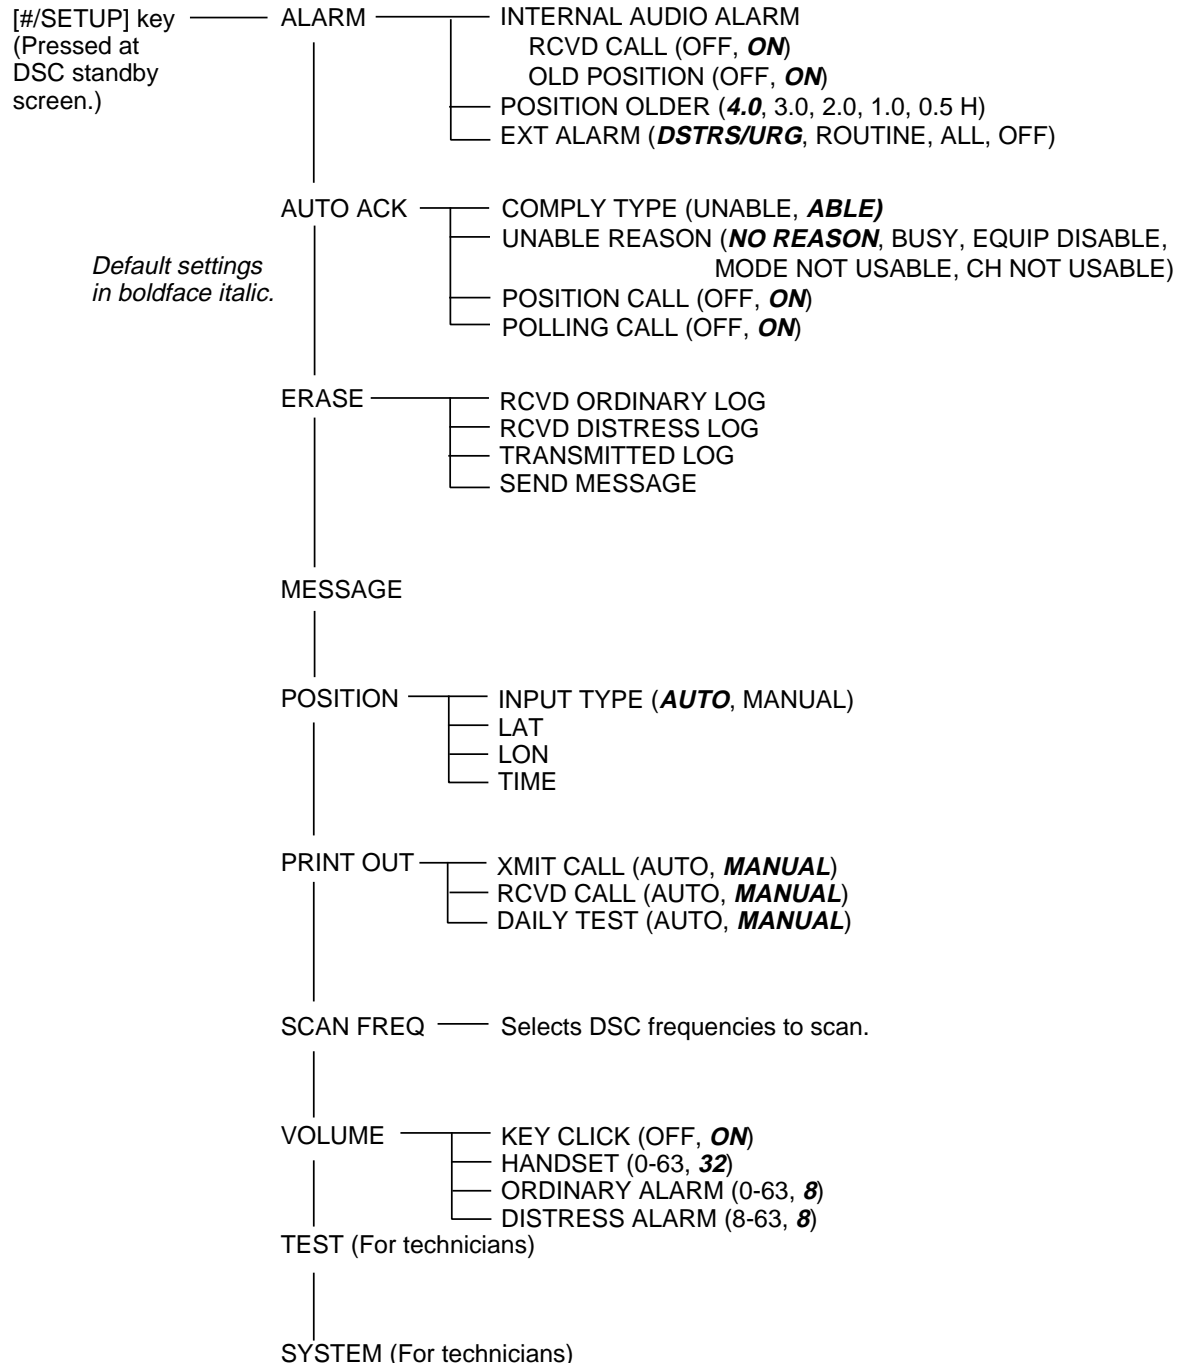 [#/SETUP] key
(Pressed at
DSC standby
screen.)
ALARM
INTERNAL AUDIO ALARM
RCVD CALL (OFF, ON)
OLD POSITION (OFF, ON)
POSITION OLDER (4.0, 3.0, 2.0, 1.0, 0.5 H)
EXT ALARM (DSTRS/URG, ROUTINE, ALL, OFF)
AUTO ACK
COMPLY TYPE (UNABLE, ABLE)
UNABLE REASON (NO REASON, BUSY, EQUIP DISABLE,
MODE NOT USABLE, CH NOT USABLE)
POSITION CALL (OFF, ON)
POLLING CALL (OFF, ON)
Default settings
in boldface italic.
ERASE
RCVD ORDINARY LOG
RCVD DISTRESS LOG
TRANSMITTED LOG
SEND MESSAGE
MESSAGE
POSITION
INPUT TYPE (AUTO, MANUAL)
LAT
LON
TIME
PRINT OUT
XMIT CALL (AUTO, MANUAL)
RCVD CALL (AUTO, MANUAL)
DAILY TEST (AUTO, MANUAL)
SCAN FREQ
Selects DSC frequencies to scan.
VOLUME
KEY CLICK (OFF, ON)
HANDSET (0-63, 32)
ORDINARY ALARM (0-63, 8)
DISTRESS ALARM (8-63, 8)
TEST (For technicians)
SYSTEM (For technicians)